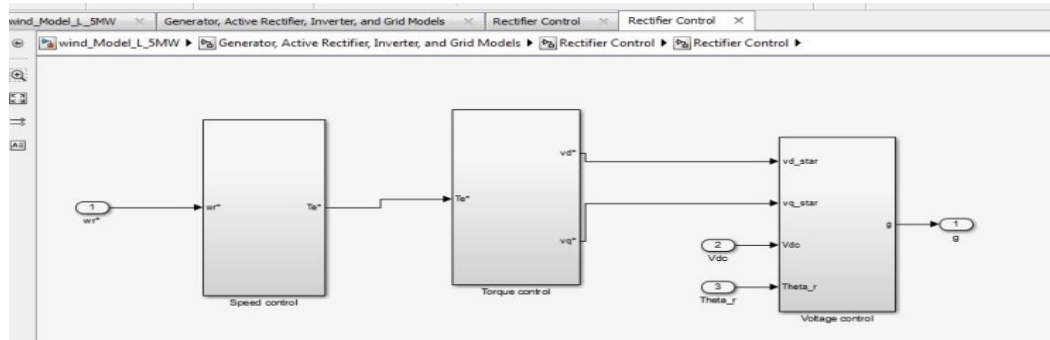 wind_Model_L_5MW
Generator, Active Rectifier, Inverter, and Grid Models
Rectifier Control
Rectifier Control
wind_Model_L_5MW Generator, Active Rectifier, Inverter, and Grid Models Rectifier Control Rectifier Control
1
wr*
wr*
Te*
Speed control
Te*
vd*
vq*
Torque control
2
Vdc
3
Theta_r
vd_star
vq_star
Vdc
Theta_r
g
Voltage control
1
g